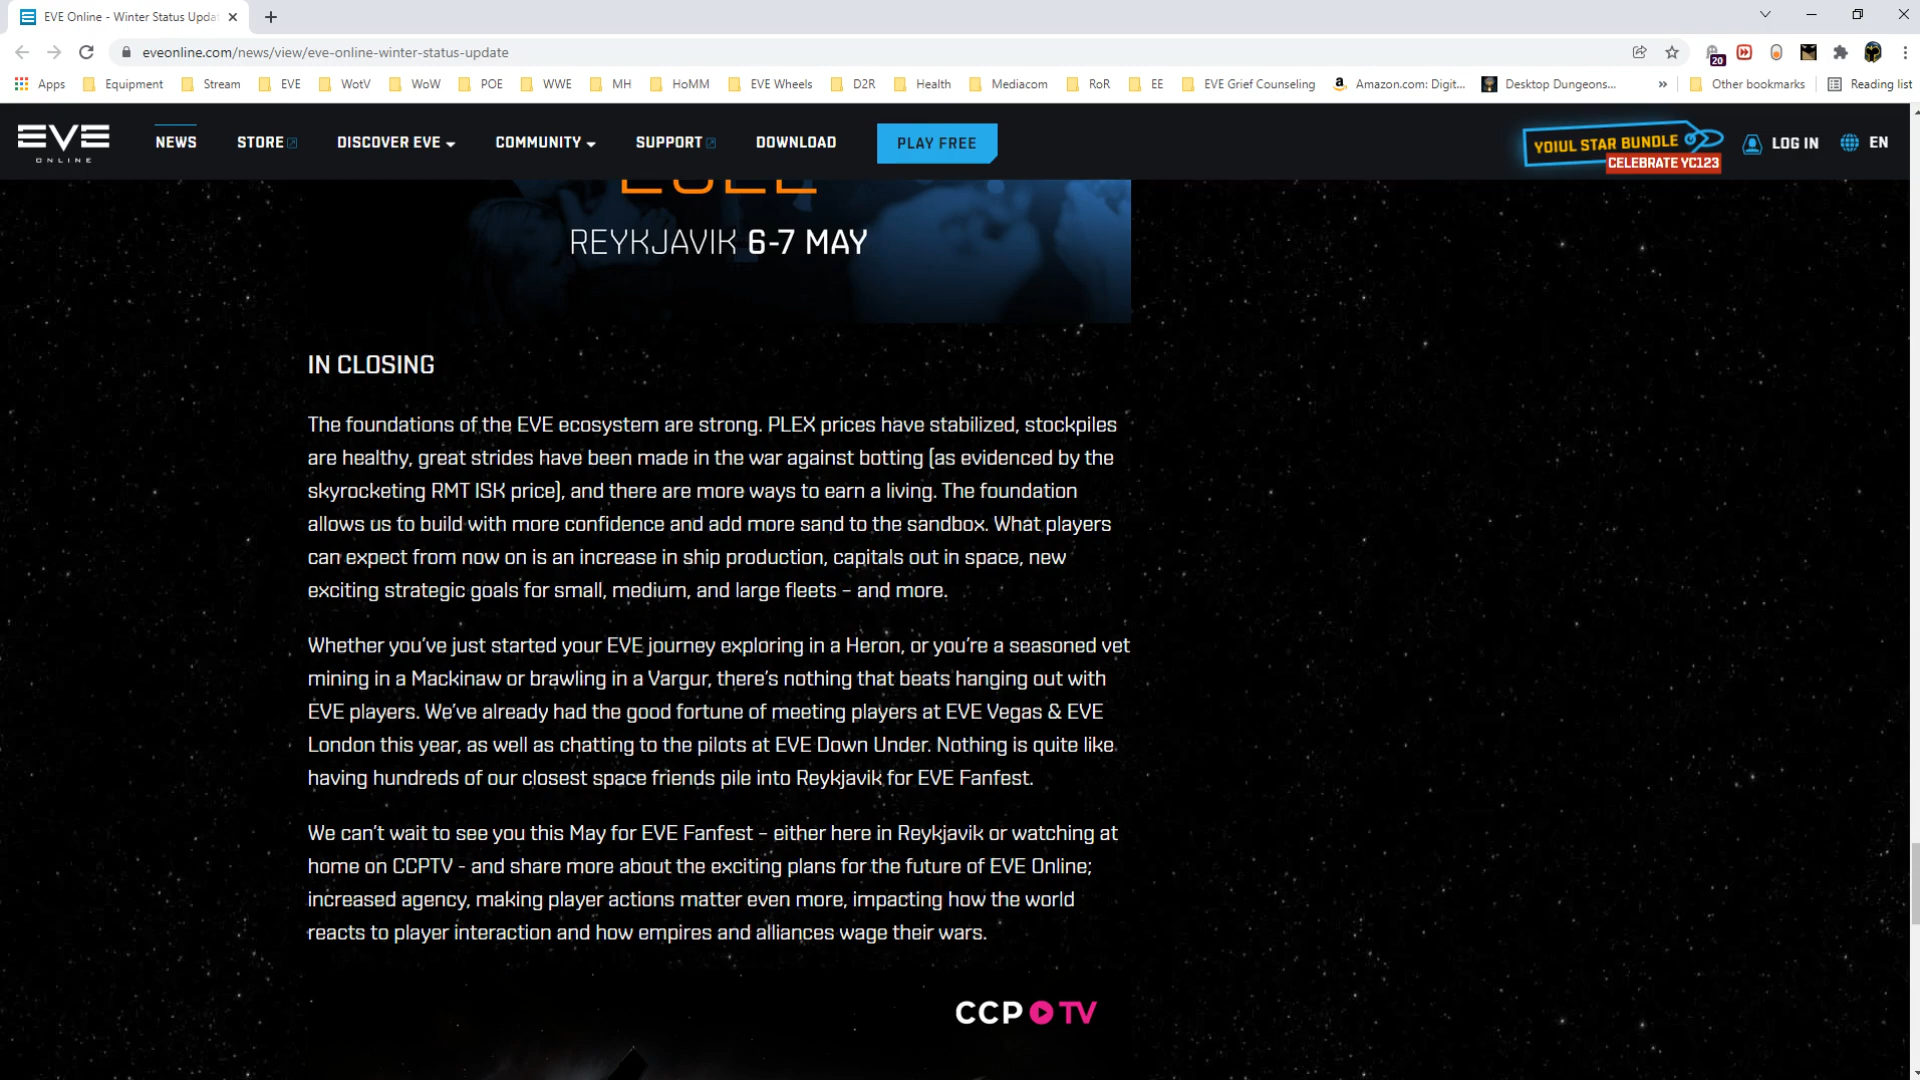 EVE Online - Winter Status Upda
eveonline.com/news/view/eve-online-winter-status-update
20
Apps Equipment Stream EVE WotV WoW POE WWE MH HoMM EVE Wheels D2R Health Mediacom RoR EE EVE Grief Counseling Amazon.com: Digit... Desktop Dungeons... » Other bookmarks Reading list
EVE ONLINE
NEWS STORE DISCOVER EVE COMMUNITY SUPPORT DOWNLOAD PLAY FREE
YOIUL STAR BUNDLE
CELEBRATE YC123
LOG IN EN
REYKJAVIK 6-7 MAY
IN CLOSING
The foundations of the EVE ecosystem are strong. PLEX prices have stabilized, stockpiles
are healthy, great strides have been made in the war against botting (as evidenced by the
skyrocketing RMT ISK price), and there are more ways to earn a living. The foundation
allows us to build with more confidence and add more sand to the sandbox. What players
can expect from now on is an increase in ship production, capitals out in space, new
exciting strategic goals for small, medium, and large fleets – and more.
Whether you've just started your EVE journey exploring in a Heron, or you're a seasoned vet
mining in a Mackinaw or brawling in a Vargur, there's nothing that beats hanging out with
EVE players. We've already had the good fortune of meeting players at EVE Vegas & EVE
London this year, as well as chatting to the pilots at EVE Down Under. Nothing is quite like
having hundreds of our closest space friends pile into Reykjavik for EVE Fanfest.
We can't wait to see you this May for EVE Fanfest – either here in Reykjavik or watching at
home on CCPTV - and share more about the exciting plans for the future of EVE Online;
increased agency, making player actions matter even more, impacting how the world
reacts to player interaction and how empires and alliances wage their wars.
CCP TV